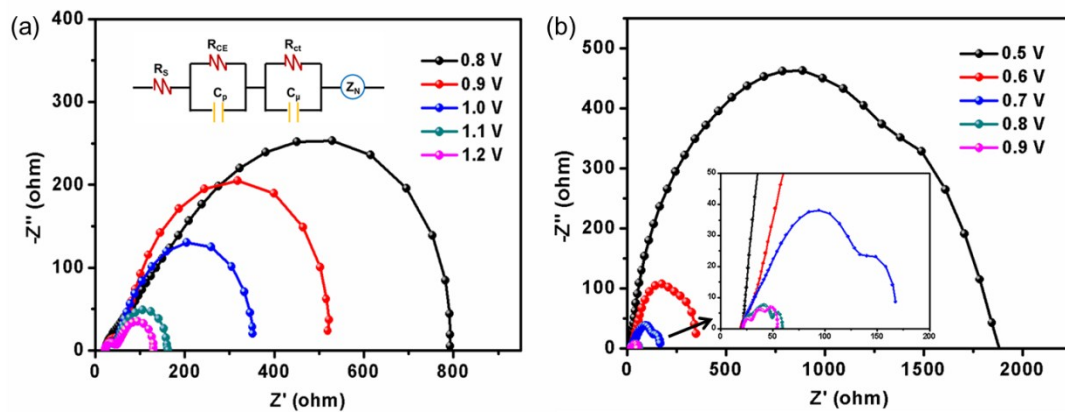 (a)
400
300
200
100
0
-Z'' (ohm)
0 200 400 600 800
Z' (ohm)
R_S
R_CE
C_p
R_ct
C_μ
Z_N
0.8 V
0.9 V
1.0 V
1.1 V
1.2 V
(b)
500
400
300
200
100
0
-Z'' (ohm)
0 500 1000 1500 2000
Z' (ohm)
0.5 V
0.6 V
0.7 V
0.8 V
0.9 V
50
40
30
20
10
0
0 50 100 150 200